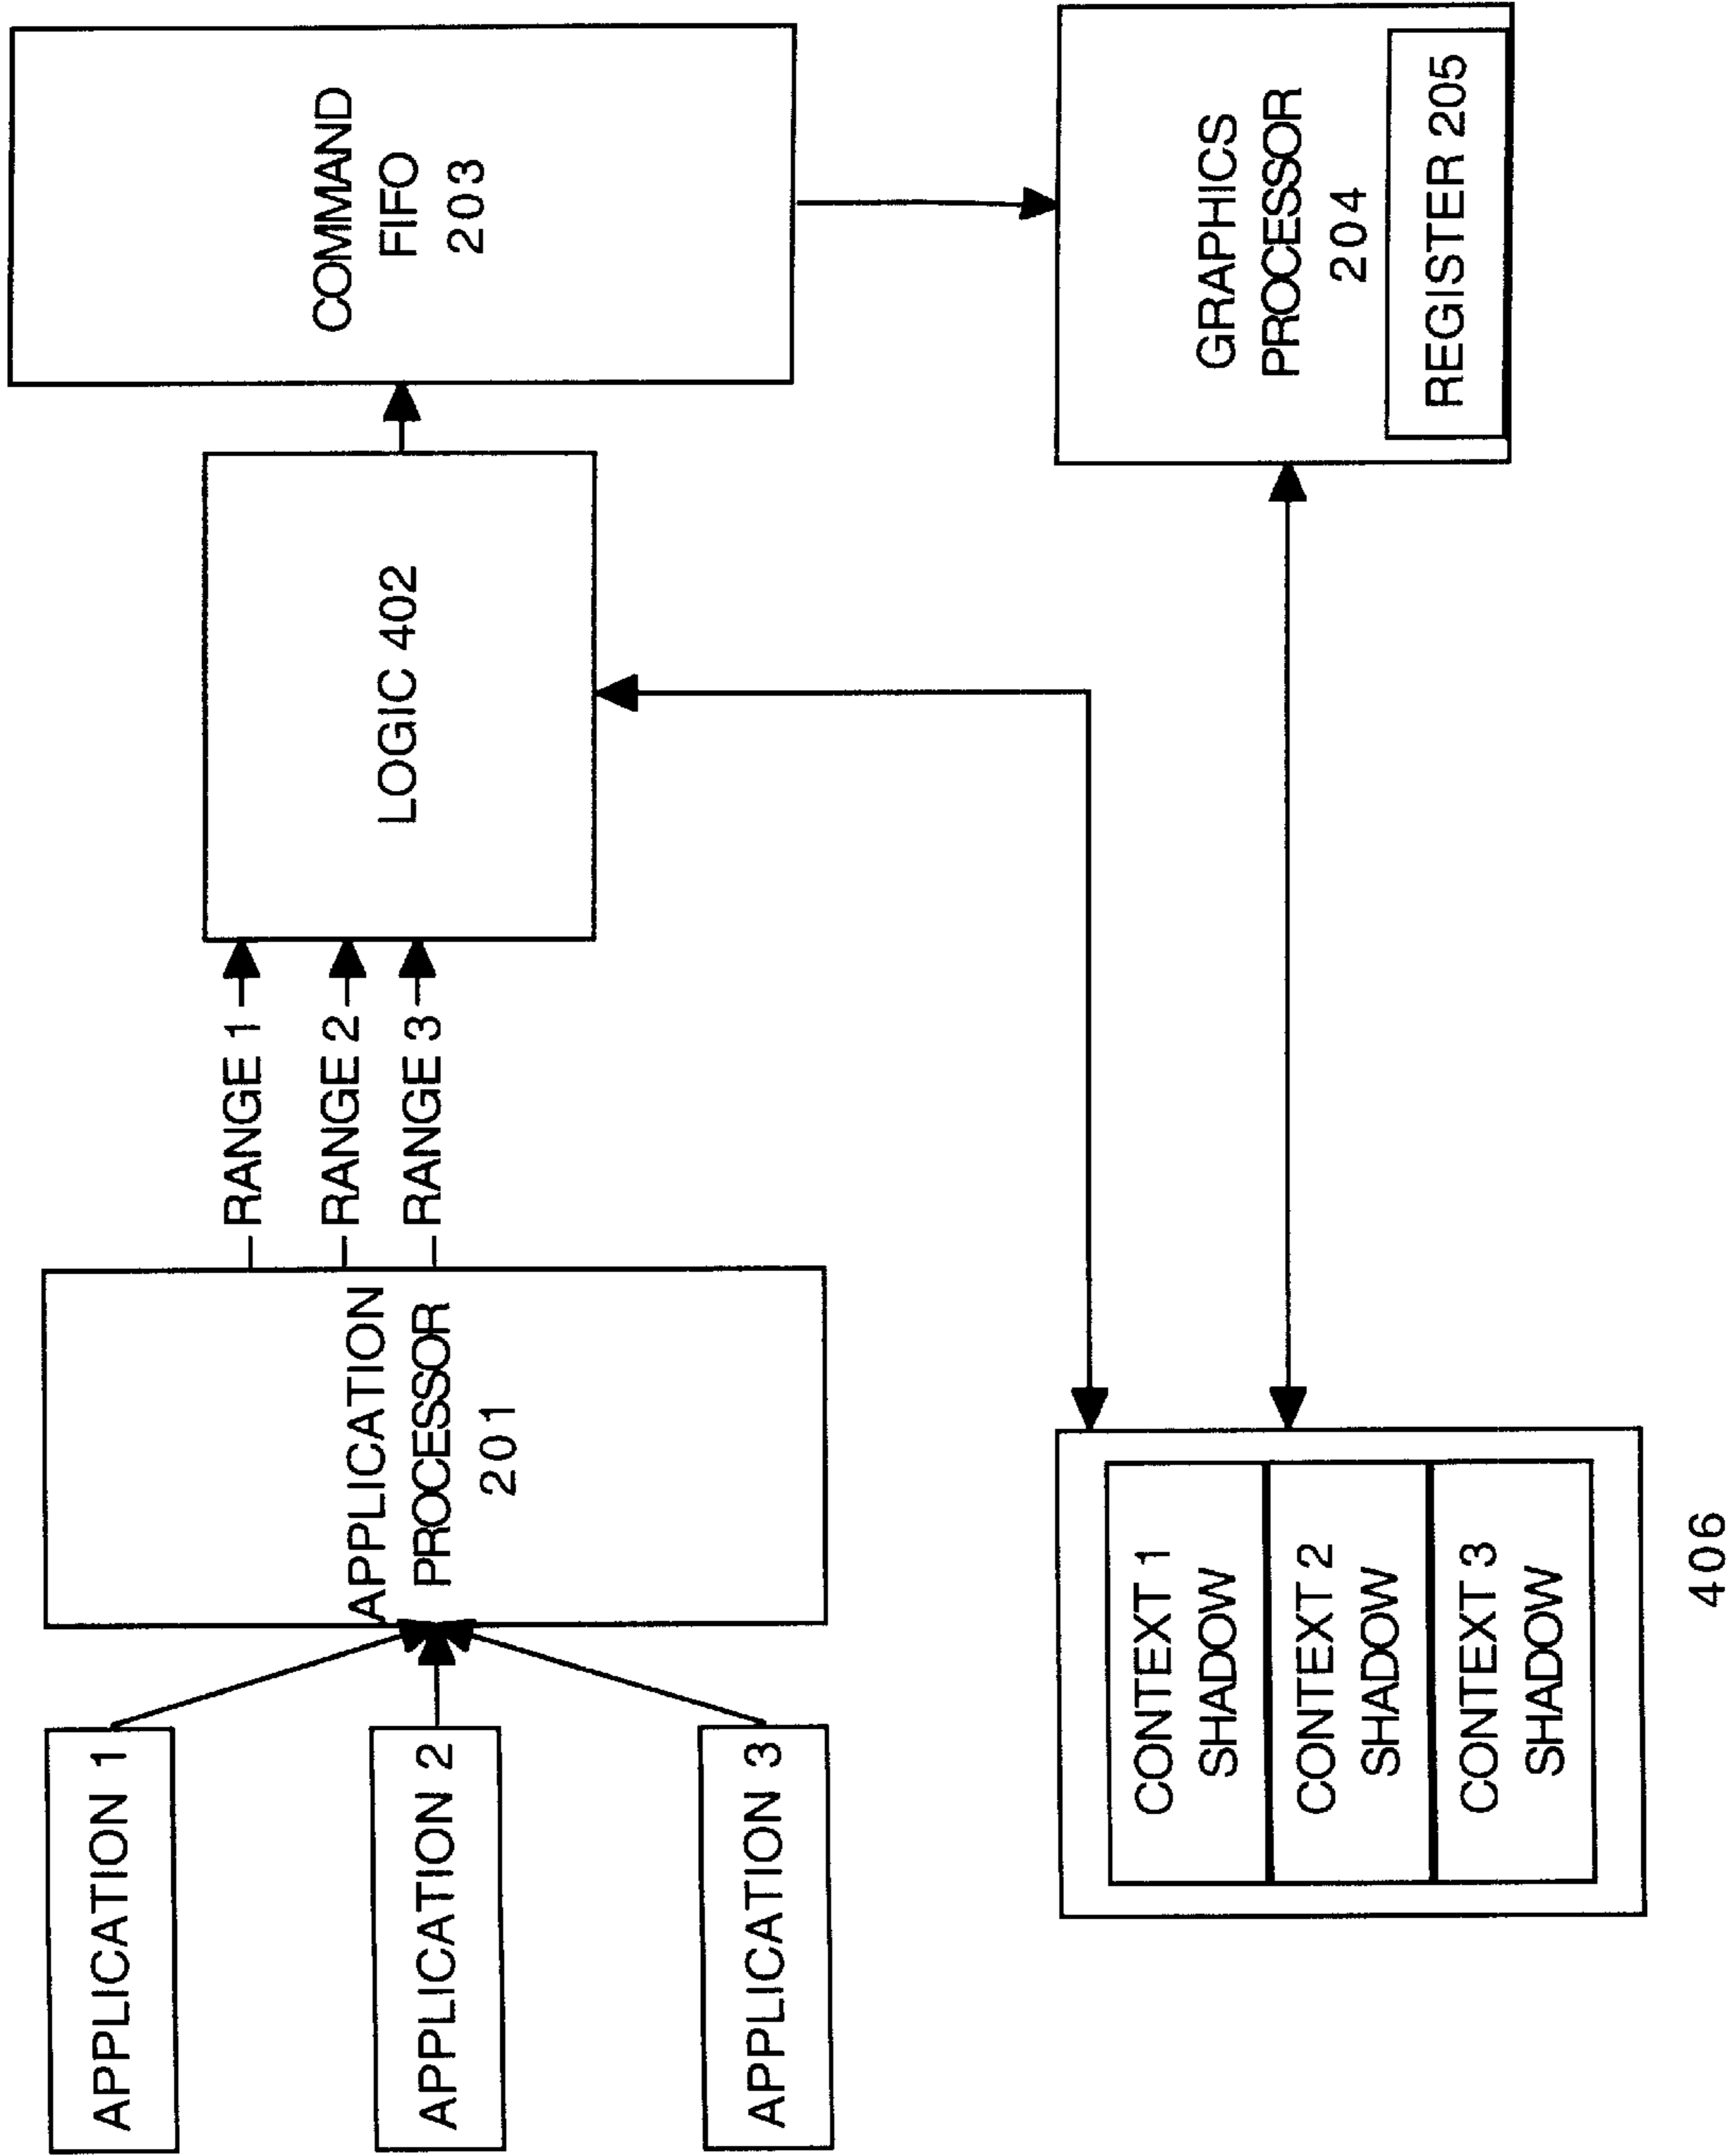 APPLICATION 1
APPLICATION 2
APPLICATION 3
APPLICATION
PROCESSOR
201
RANGE 1
RANGE 2
RANGE 3
LOGIC 402
COMMAND
FIFO
203
GRAPHICS
PROCESSOR
204
REGISTER 205
CONTEXT 1
SHADOW
CONTEXT 2
SHADOW
CONTEXT 3
SHADOW
406